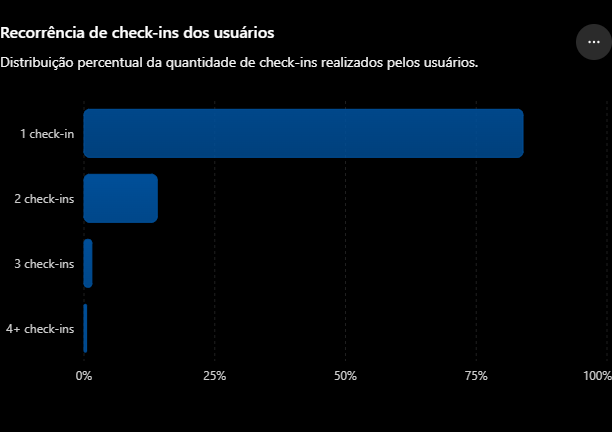 Recorrência de check-ins dos usuários
Distribuição percentual da quantidade de check-ins realizados pelos usuários.
1 check-in
2 check-ins
3 check-ins
4+ check-ins
0% 25% 50% 75% 100%